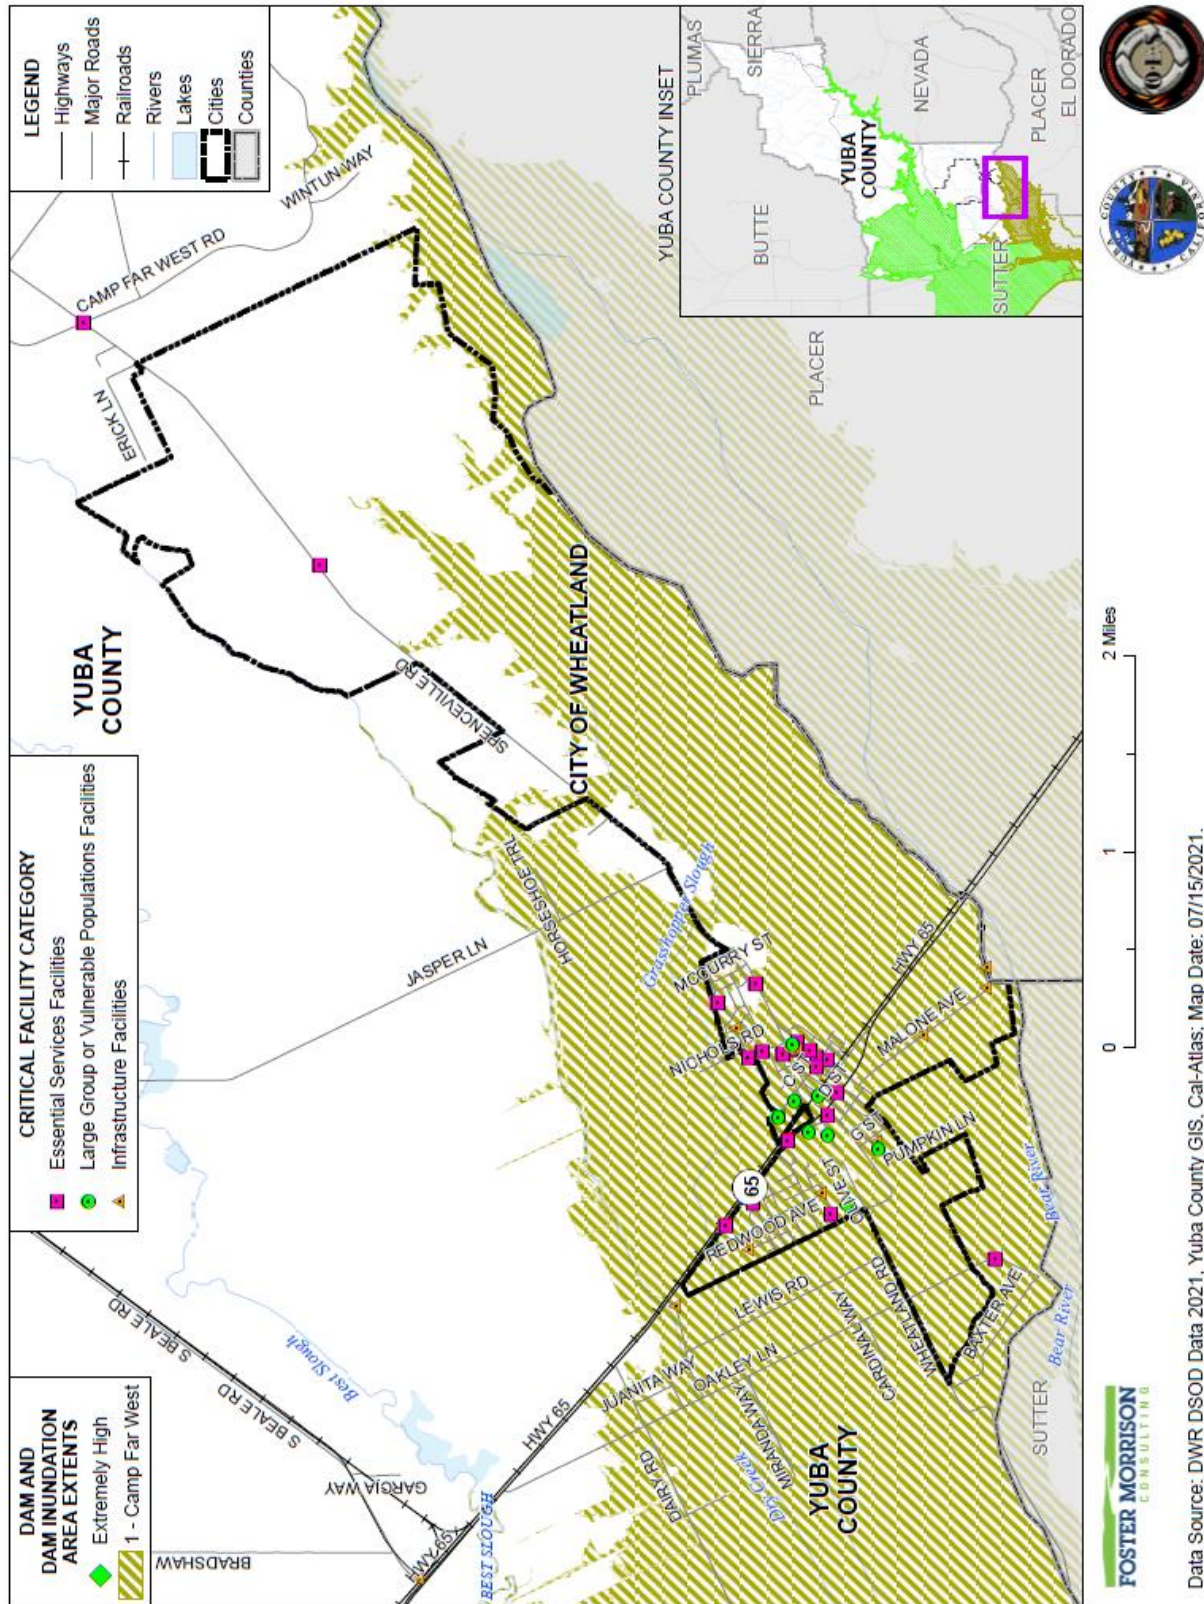 DAM AND
DAM INUNDATION
AREA EXTENTS
Extremely High
1 - Camp Far West
CRITICAL FACILITY CATEGORY
Essential Services Facilities
Large Group or Vulnerable Populations Facilities
Infrastructure Facilities
LEGEND
Highways
Major Roads
Railroads
Rivers
Lakes
Cities
Counties
BRADSHAW
GARCIA WAY
S BEALE RD
S BEALE RD
HWY 65
BEST SLOUGH
Best Slough
HWY 65
JASPER LN
YUBA
COUNTY
ERICK LN
CAMP FAR WEST RD
WINTUN WAY
SPENCEVILLE RD
HORSESHOE TRL
CITY OF WHEATLAND
Grasshopper Slough
MCCURRY ST
NICHOLS RD
C ST
D ST
G ST
OLIVE ST
65
REDWOOD AVE
LEWIS RD
JUANITA WAY
OAKLEY LN
DAIRY RD
MIRANDA WAY
Dry Creek
CARDINAL WAY
WHEATLAND RD
BAXTER AVE
PUMPKIN LN
MALONE AVE
HWY 65
YUBA
COUNTY
Bear River
Bear River
SUTTER
PLACER
YUBA COUNTY INSET
PLUMAS
SIERRA
BUTTE
YUBA
COUNTY
NEVADA
SUTTER
PLACER
EL DORADO
0
1
2 Miles
FOSTER MORRISON
CONSULTING
YUBA COUNTY
Data Source: DWR DSOD Data 2021, Yuba County GIS, Cal-Atlas; Map Date: 07/15/2021.